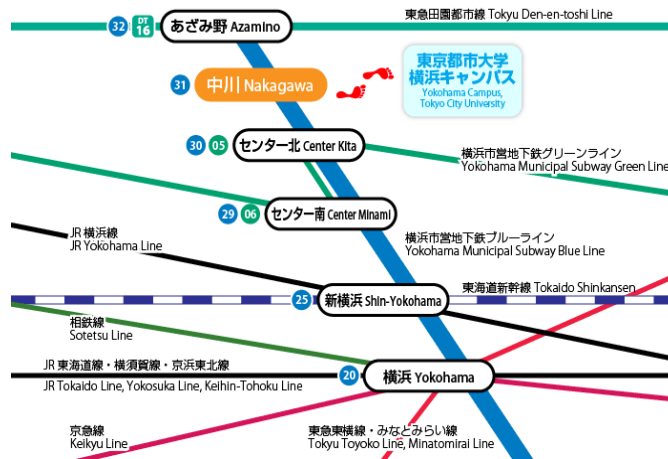 東急田園都市線 Tokyu Den-en-toshi Line
32 DT 16 あざみ野 Azamino
31 中川 Nakagawa
東京都市大学
横浜キャンパス
Yokohama Campus,
Tokyo City University
30 05 センター北 Center Kita
横浜市営地下鉄グリーンライン
Yokohama Municipal Subway Green Line
29 06 センター南 Center Minami
JR 横浜線
JR Yokohama Line
横浜市営地下鉄ブルーライン
Yokohama Municipal Subway Blue Line
25 新横浜 Shin-Yokohama
東海道新幹線 Tokaido Shinkansen
相鉄線
Sotetsu Line
JR 東海道線・横須賀線・京浜東北線
JR Tokaido Line, Yokosuka Line, Keihin-Tohoku Line
20 横浜 Yokohama
京急線
Keikyu Line
東急東横線・みなとみらい線
Tokyu Toyoko Line, Minatomirai Line